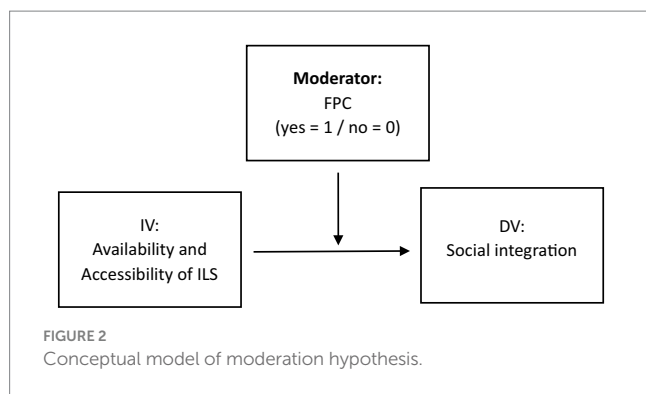 Moderator:
FPC
(yes = 1 / no = 0)
IV:
Availability and
Accessibility of ILS
DV:
Social integration
FIGURE 2
Conceptual model of moderation hypothesis.